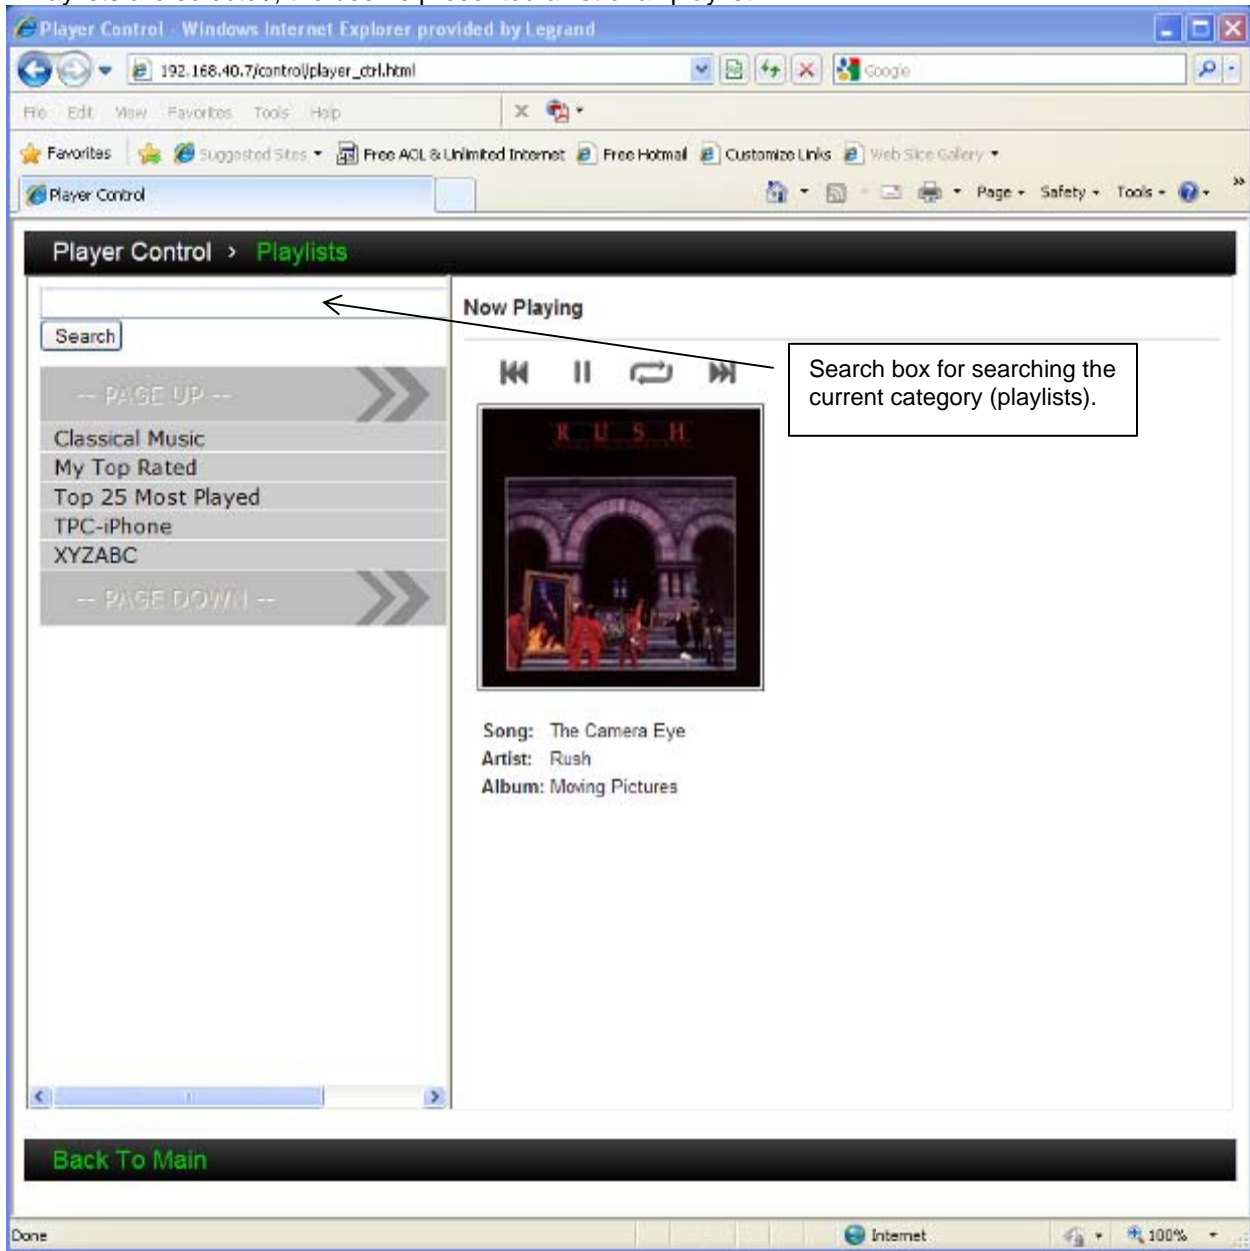 Player Control - Windows Internet Explorer provided by Legrand
192.168.40.7/control/player_ctrl.html
Google
File Edit View Favorites Tools Help
Favorites Suggested Sites Free AOL & Unlimited Internet Free Hotmail Customize Links Web Slice Gallery
Player Control
Page Safety Tools
Player Control › Playlists
Search
Now Playing
Search box for searching the
current category (playlists).
-- PAGE UP --
Classical Music
My Top Rated
Top 25 Most Played
TPC-iPhone
XYZABC
-- PAGE DOWN --
RUSH
Song: The Camera Eye
Artist: Rush
Album: Moving Pictures
Back To Main
Done
Internet
100%